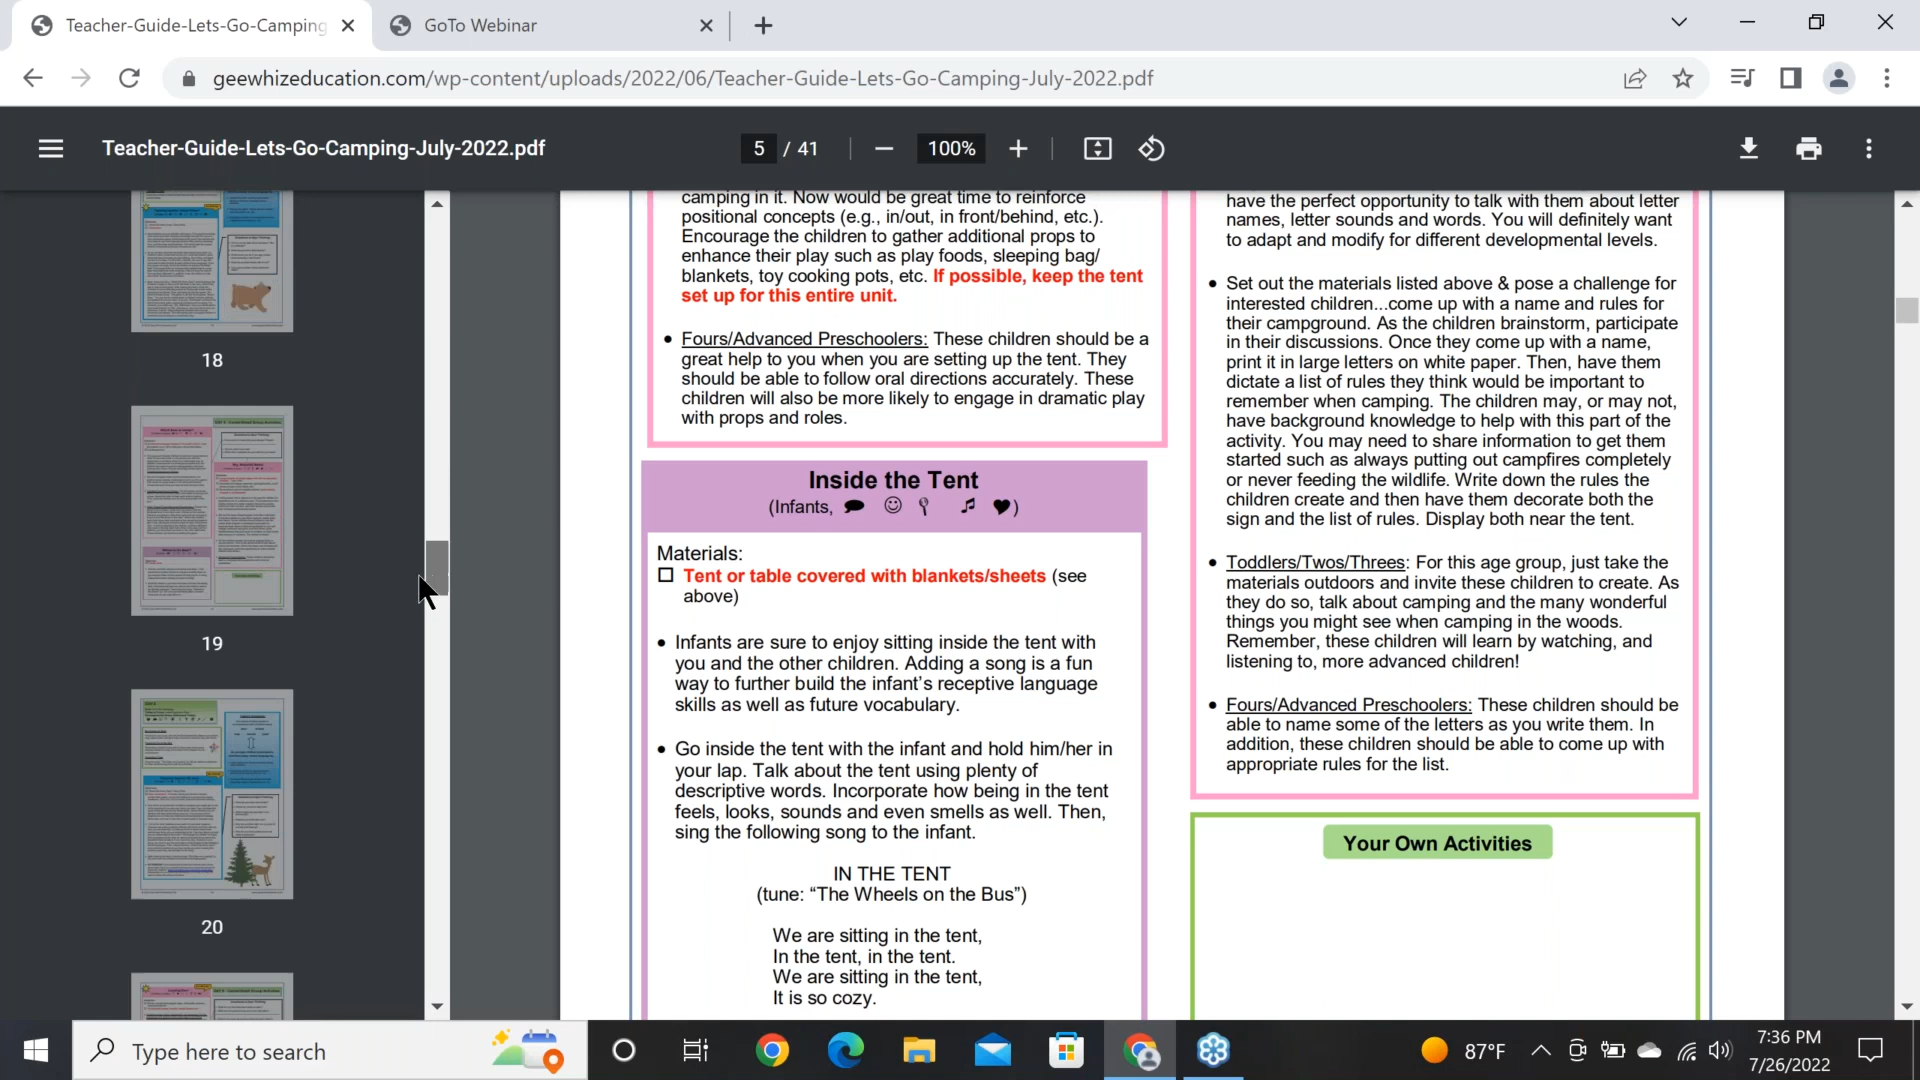 Teacher-Guide-Lets-Go-Camping
GoTo Webinar
geewhizeducation.com/wp-content/uploads/2022/06/Teacher-Guide-Lets-Go-Camping-July-2022.pdf
Teacher-Guide-Lets-Go-Camping-July-2022.pdf
5 / 41
100%
18
19
20
camping in it. Now would be great time to reinforce
positional concepts (e.g., in/out, in front/behind, etc.).
Encourage the children to gather additional props to
enhance their play such as play foods, sleeping bag/
blankets, toy cooking pots, etc. If possible, keep the tent
set up for this entire unit.
• Fours/Advanced Preschoolers: These children should be a
great help to you when you are setting up the tent. They
should be able to follow oral directions accurately. These
children will also be more likely to engage in dramatic play
with props and roles.
Inside the Tent
(Infants, )
Materials:
Tent or table covered with blankets/sheets (see
above)
• Infants are sure to enjoy sitting inside the tent with
you and the other children. Adding a song is a fun
way to further build the infant's receptive language
skills as well as future vocabulary.
• Go inside the tent with the infant and hold him/her in
your lap. Talk about the tent using plenty of
descriptive words. Incorporate how being in the tent
feels, looks, sounds and even smells as well. Then,
sing the following song to the infant.
IN THE TENT
(tune: “The Wheels on the Bus”)
We are sitting in the tent,
In the tent, in the tent.
We are sitting in the tent,
It is so cozy.
have the perfect opportunity to talk with them about letter
names, letter sounds and words. You will definitely want
to adapt and modify for different developmental levels.
• Set out the materials listed above & pose a challenge for
interested children...come up with a name and rules for
their campground. As the children brainstorm, participate
in their discussions. Once they come up with a name,
print it in large letters on white paper. Then, have them
dictate a list of rules they think would be important to
remember when camping. The children may, or may not,
have background knowledge to help with this part of the
activity. You may need to share information to get them
started such as always putting out campfires completely
or never feeding the wildlife. Write down the rules the
children create and then have them decorate both the
sign and the list of rules. Display both near the tent.
• Toddlers/Twos/Threes: For this age group, just take the
materials outdoors and invite these children to create. As
they do so, talk about camping and the many wonderful
things you might see when camping in the woods.
Remember, these children will learn by watching, and
listening to, more advanced children!
• Fours/Advanced Preschoolers: These children should be
able to name some of the letters as you write them. In
addition, these children should be able to come up with
appropriate rules for the list.
Your Own Activities
Type here to search
87°F
7:36 PM
7/26/2022